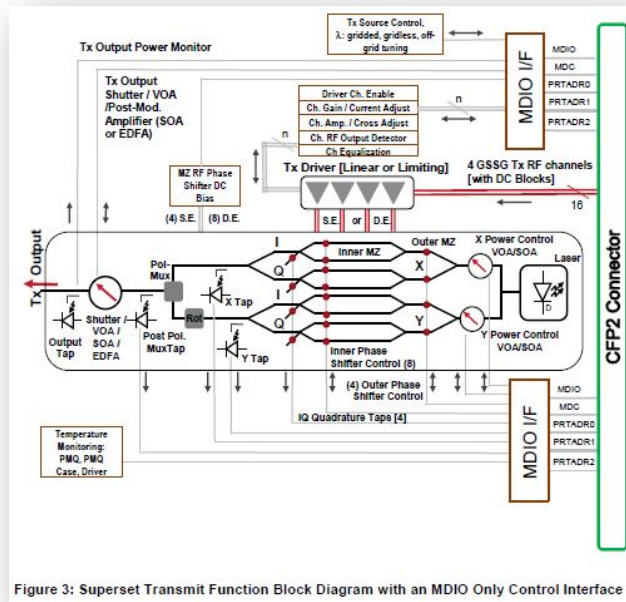 Tx Source Control,
λ: gridded, gridless, off-
grid tuning
Tx Output Power Monitor
Tx Output
Shutter / VOA
/Post-Mod.
Amplifier (SOA
or EDFA)
Driver Ch. Enable
Ch. Gain / Current Adjust
Ch. Amp. / Cross Adjust
Ch. RF Output Detector
Ch Equalization
n
n
MDIO I/F
MDIO
MDC
PRTADR0
PRTADR1
PRTADR2
MZ RF Phase
Shifter DC
Bias
(4) S.E. (8) D.E.
Tx Driver [Linear or Limiting]
4 GSSG Tx RF channels
[with DC Blocks]
16
S.E. or D.E.
CFP2 Connector
Tx Output
Pol-
Mux
I
Q
Inner MZ
Outer MZ
X
X Power Control
VOA/SOA
Laser
D
X Tap
Rot
I
Q
Y
Y Power Control
VOA/SOA
Output
Tap
Shutter /
VOA /
SOA /
EDFA
Post Pol.
MuxTap
Y Tap
Inner Phase
Shifter Control (8)
(4) Outer Phase
Shifter Control
IQ Quadrature Taps [4]
Temperature
Monitoring:
PMQ, PMQ
Case, Driver
MDIO I/F
MDIO
MDC
PRTADR0
PRTADR1
PRTADR2
Figure 3: Superset Transmit Function Block Diagram with an MDIO Only Control Interface